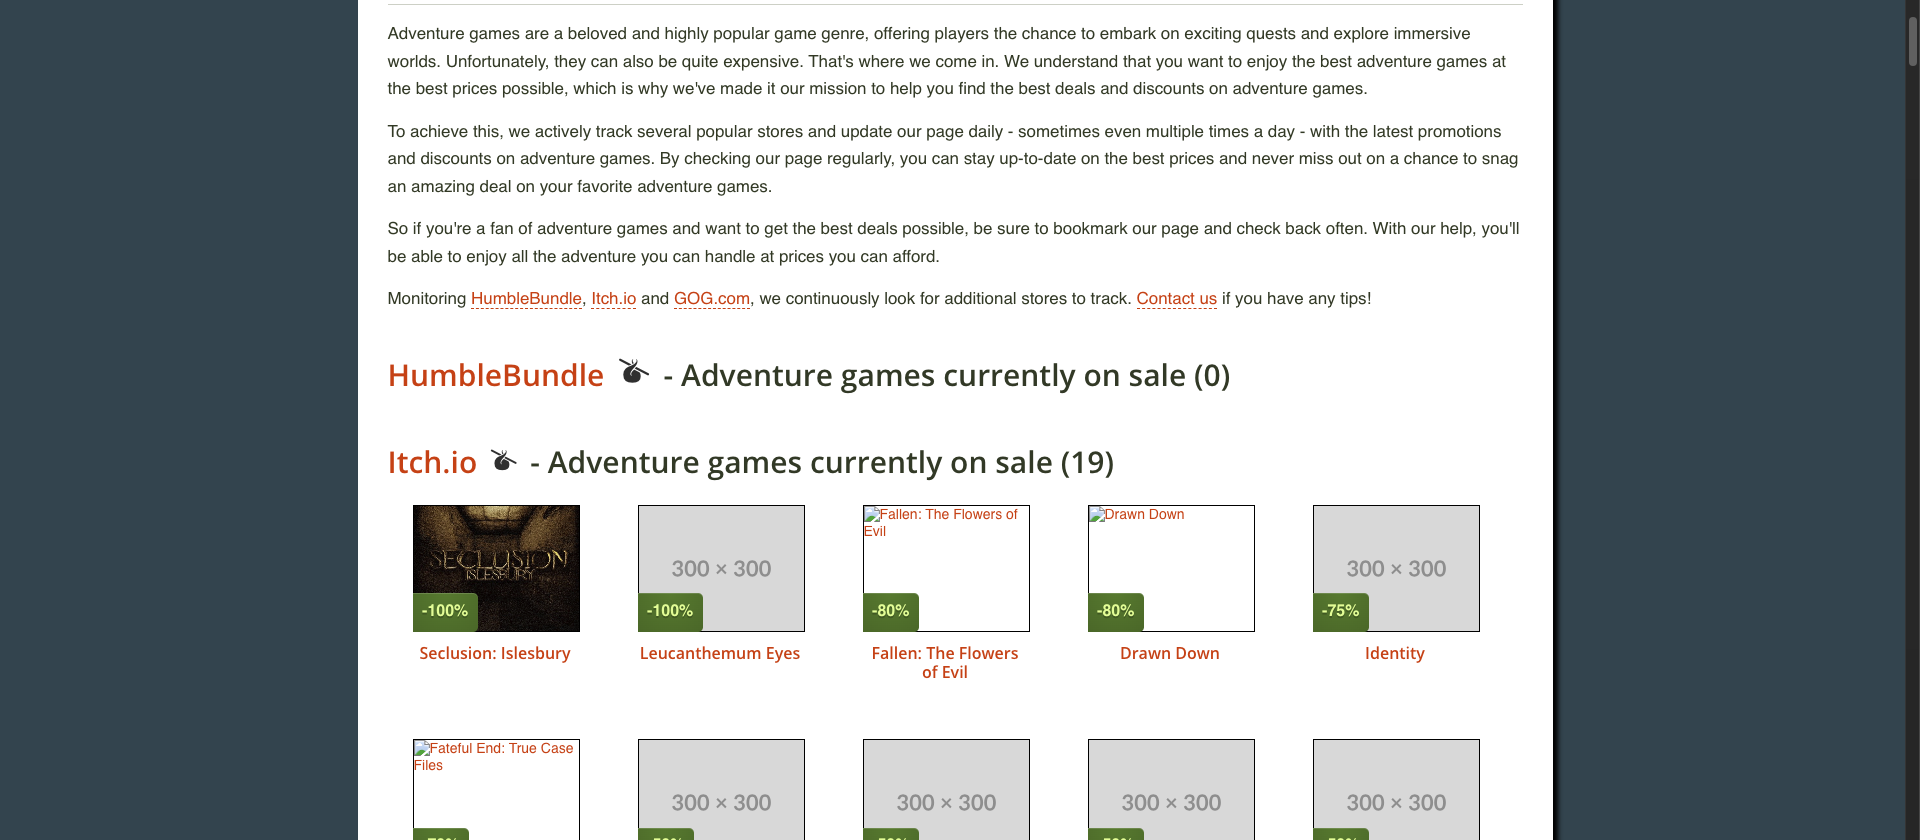 Adventure games are a beloved and highly popular game genre, offering players the chance to embark on exciting quests and explore immersive
worlds. Unfortunately, they can also be quite expensive. That's where we come in. We understand that you want to enjoy the best adventure games at
the best prices possible, which is why we've made it our mission to help you find the best deals and discounts on adventure games.
To achieve this, we actively track several popular stores and update our page daily - sometimes even multiple times a day - with the latest promotions
and discounts on adventure games. By checking our page regularly, you can stay up-to-date on the best prices and never miss out on a chance to snag
an amazing deal on your favorite adventure games.
So if you're a fan of adventure games and want to get the best deals possible, be sure to bookmark our page and check back often. With our help, you'll
be able to enjoy all the adventure you can handle at prices you can afford.
Monitoring HumbleBundle, Itch.io and GOG.com, we continuously look for additional stores to track. Contact us if you have any tips!
HumbleBundle - Adventure games currently on sale (0)
Itch.io - Adventure games currently on sale (19)
SECLUSION
ISLESBURY
-100%
Seclusion: Islesbury
300 × 300
-100%
Leucanthemum Eyes
Fallen: The Flowers of
Evil
-80%
Fallen: The Flowers
of Evil
Drawn Down
-80%
Drawn Down
300 × 300
-75%
Identity
Fateful End: True Case
Files
300 × 300
300 × 300
300 × 300
300 × 300